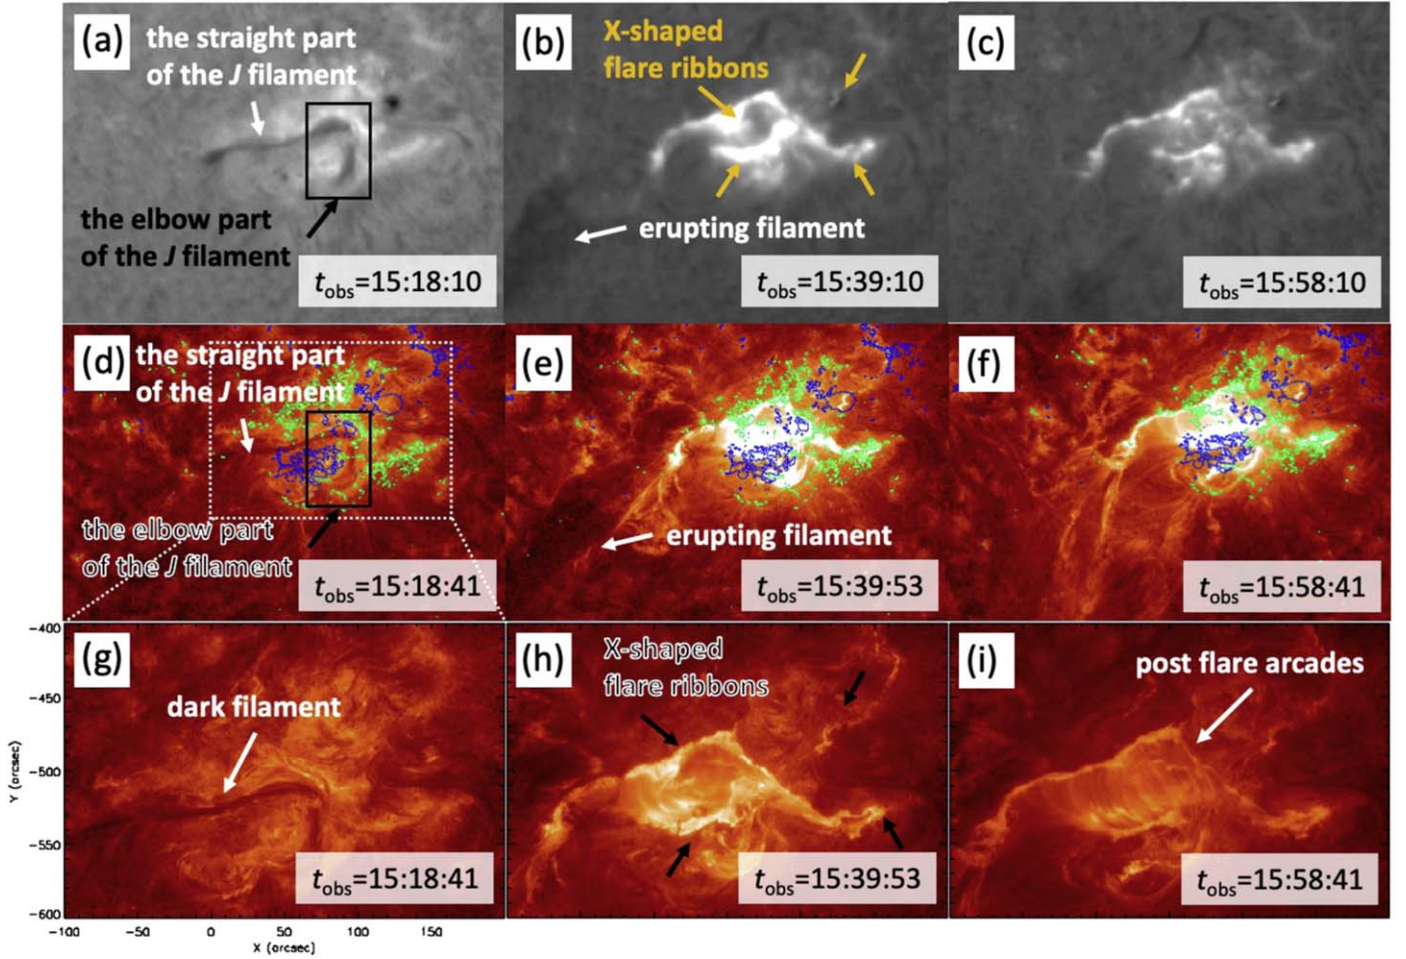 (a)
the straight part
of the J filament
the elbow part
of the J filament
tobs=15:18:10
(b)
X-shaped
flare ribbons
erupting filament
tobs=15:39:10
(c)
tobs=15:58:10
(d)
the straight part
of the J filament
the elbow part
of the J filament
tobs=15:18:41
(e)
erupting filament
tobs=15:39:53
(f)
tobs=15:58:41
(g)
dark filament
tobs=15:18:41
(h)
X-shaped
flare ribbons
tobs=15:39:53
(i)
post flare arcades
tobs=15:58:41
-400
-450
-500
-550
-600
Y (arcsec)
-100 -50 0 50 100 150
X (arcsec)